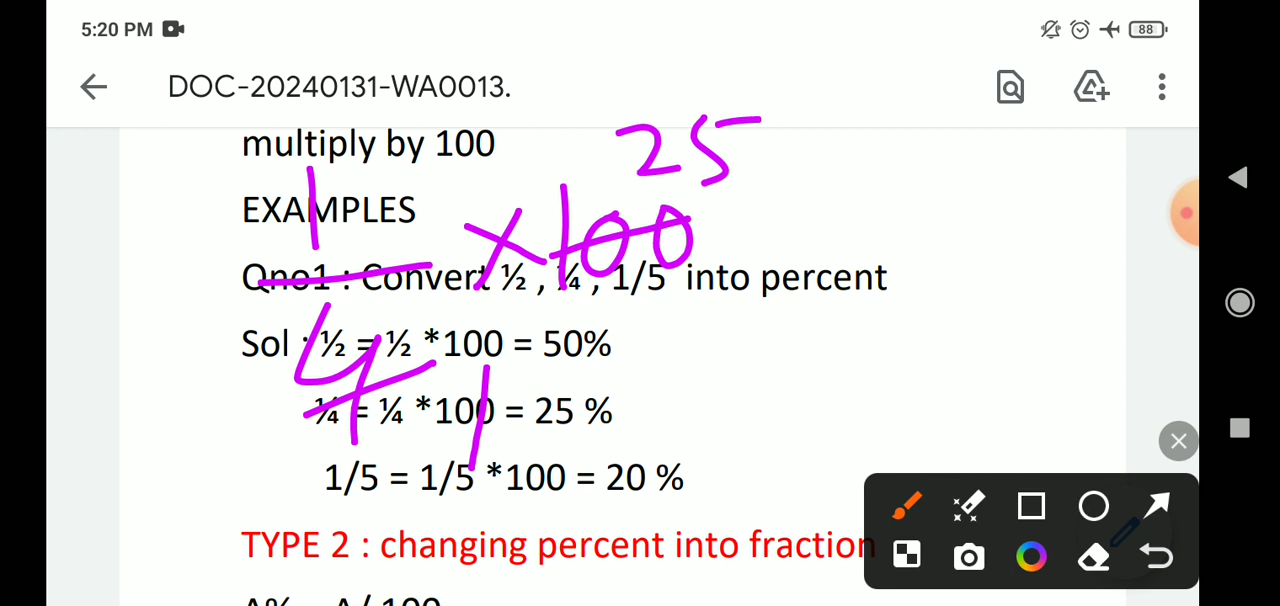 5:20 PM 88
DOC-20240131-WA0013.
multiply by 100
25
EXAMPLES
1
×100
Qno1 : Convert ½ , ¼ , 1/5 into percent
Sol : ½ = ½ *100 = 50%
4
1
¼ = ¼ *100 = 25 %
1/5 = 1/5 *100 = 20 %
TYPE 2 : changing percent into fraction